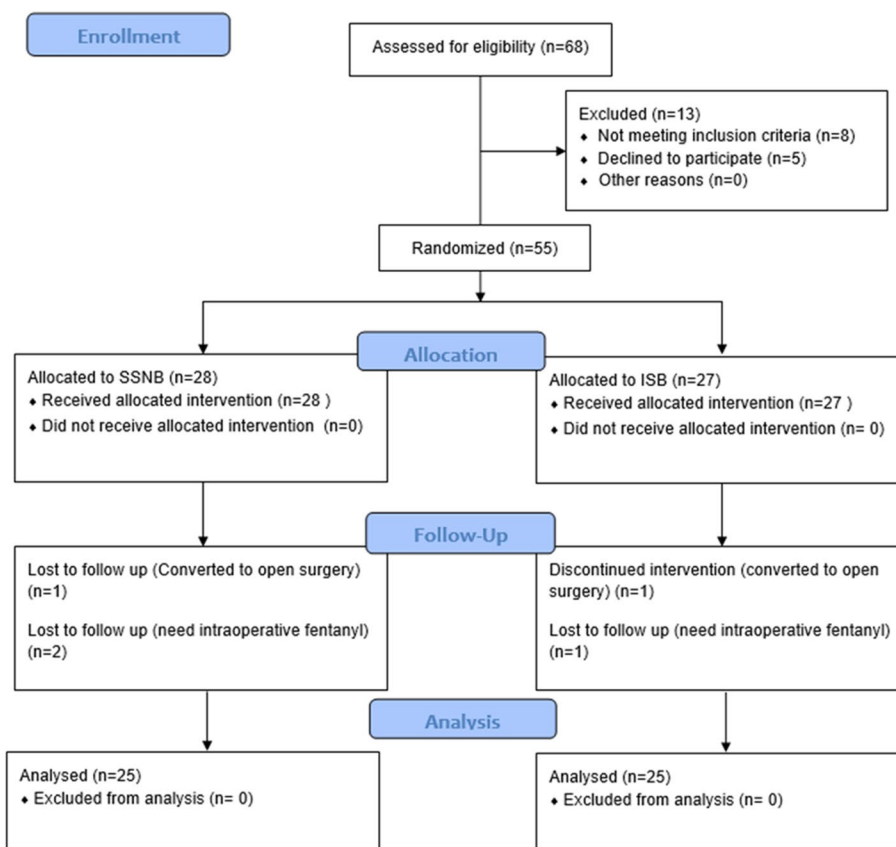 Enrollment
Assessed for eligibility (n=68)
Excluded (n=13)
⬧ Not meeting inclusion criteria (n=8)
⬧ Declined to participate (n=5)
⬧ Other reasons (n=0)
Randomized (n=55)
Allocation
Allocated to SSNB (n=28)
⬧ Received allocated intervention (n=28 )
⬧ Did not receive allocated intervention (n=0)
Allocated to ISB (n=27)
⬧ Received allocated intervention (n=27 )
⬧ Did not receive allocated intervention (n= 0)
Follow-Up
Lost to follow up (Converted to open surgery)
(n=1)
Lost to follow up (need intraoperative fentanyl)
(n=2)
Discontinued intervention (converted to open
surgery) (n=1)
Lost to follow up (need intraoperative fentanyl)
(n=1)
Analysis
Analysed (n=25)
⬧ Excluded from analysis (n= 0)
Analysed (n=25)
⬧ Excluded from analysis (n= 0)